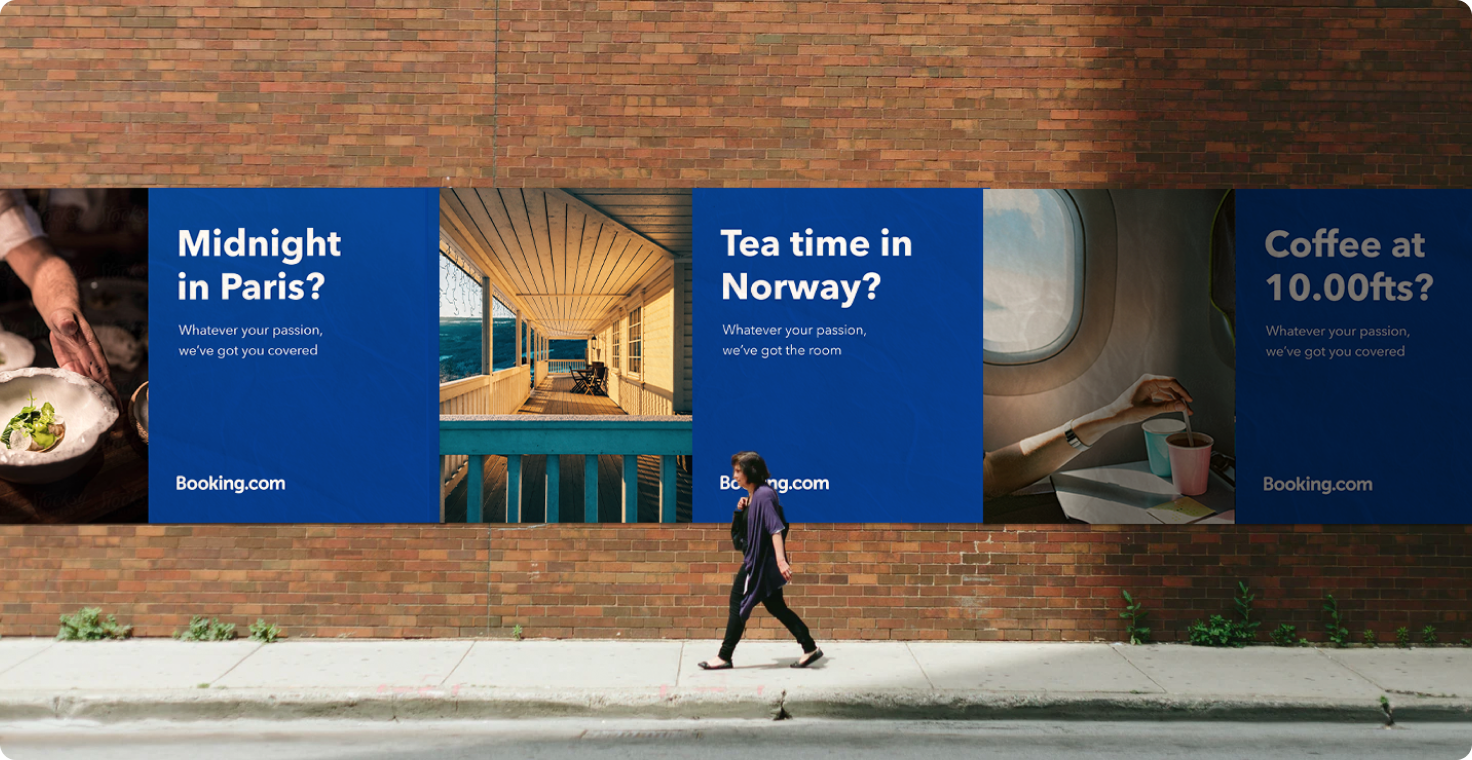 Midnight
in Paris?
Whatever your passion,
we've got you covered
Booking.com
Tea time in
Norway?
Whatever your passion,
we've got the room
Booking.com
Coffee at
10.00fts?
Whatever your passion,
we've got you covered
Booking.com